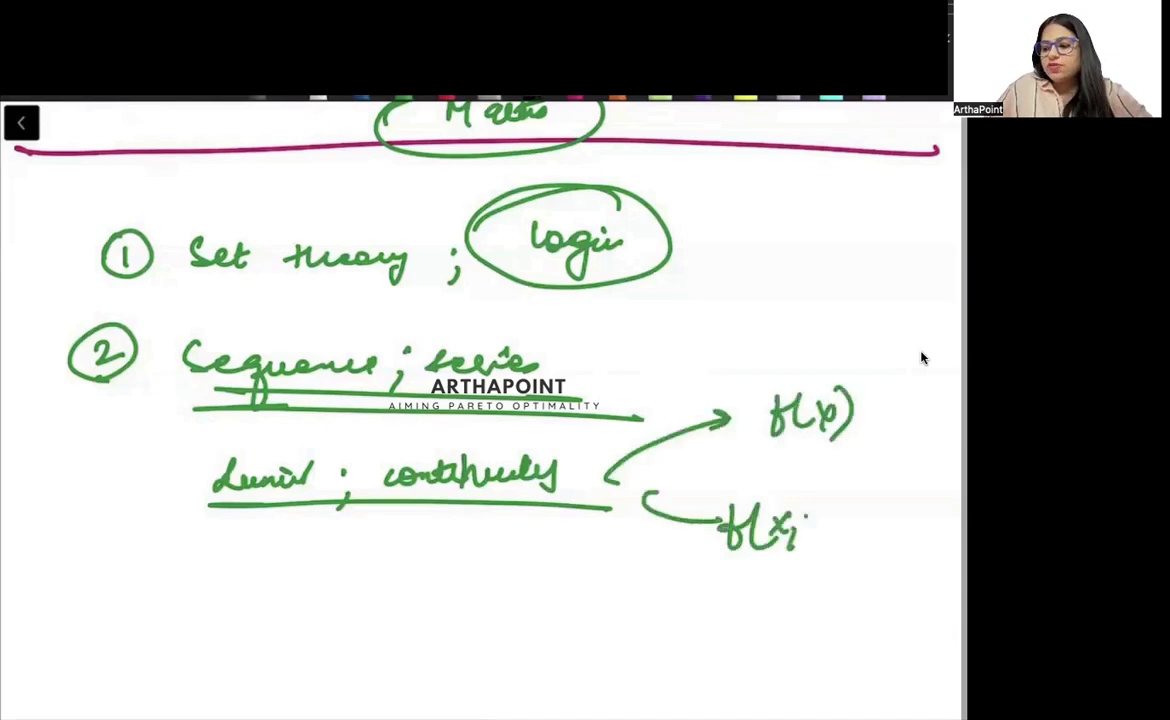 ArthaPoint
Maths
① Set theory ; Logic
② Sequence ; series
ARTHAPOINT
AIMING PARETO OPTIMALITY
f(x)
Limit ; continuity
f(x,